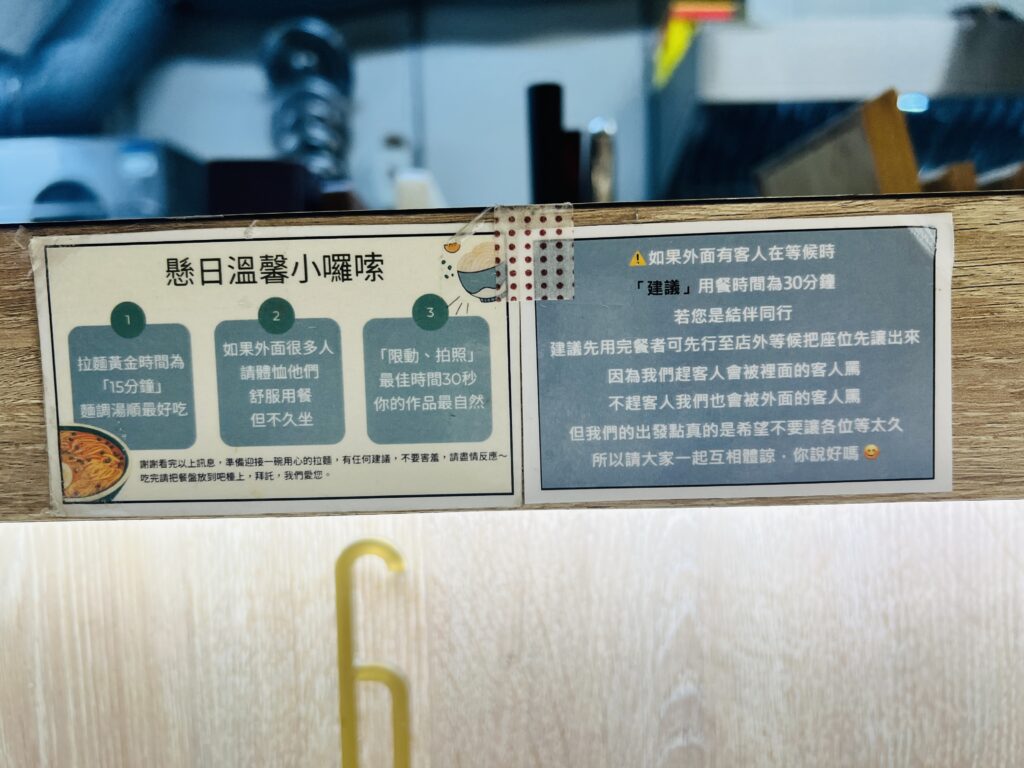 懸日溫馨小囉嗦
1
拉麵黃金時間為
「15分鐘」
麵調湯順最好吃
2
如果外面很多人
請體恤他們
舒服用餐
但不久坐
3
「限動、拍照」
最佳時間30秒
你的作品最自然
謝謝看完以上訊息，準備迎接一碗用心的拉麵，有任何建議，不要害羞，請盡情反應～
吃完請把餐盤放到吧檯上，拜託，我們愛您。
⚠️如果外面有客人在等候時
「建議」用餐時間為30分鐘
若您是結伴同行
建議先用完餐者可先行至店外等候把座位先讓出來
因為我們趕客人會被裡面的客人罵
不趕客人我們也會被外面的客人罵
但我們的出發點真的是希望不要讓各位等太久
所以請大家一起互相體諒，你說好嗎😊